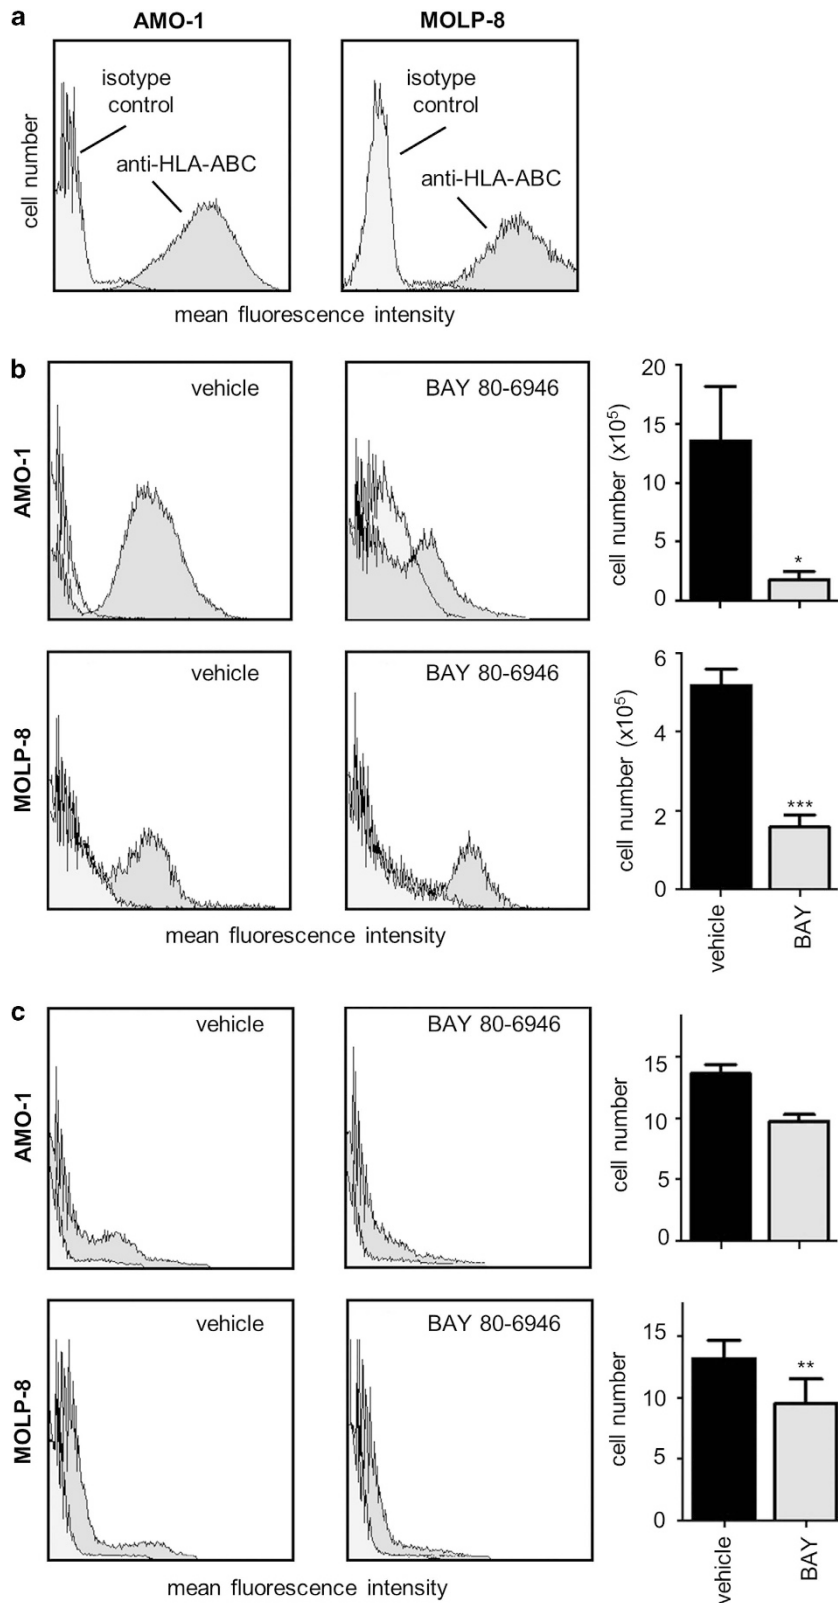 a
AMO-1
MOLP-8
cell number
isotype
control
anti-HLA-ABC
isotype
control
anti-HLA-ABC
mean fluorescence intensity
b
AMO-1
vehicle
BAY 80-6946
cell number (x10⁵)
20
15
10
5
0
*
MOLP-8
vehicle
BAY 80-6946
cell number (x10⁵)
6
4
2
0
***
vehicle
BAY
mean fluorescence intensity
c
AMO-1
vehicle
BAY 80-6946
cell number
15
10
5
0
MOLP-8
vehicle
BAY 80-6946
cell number
15
10
5
0
**
vehicle
BAY
mean fluorescence intensity